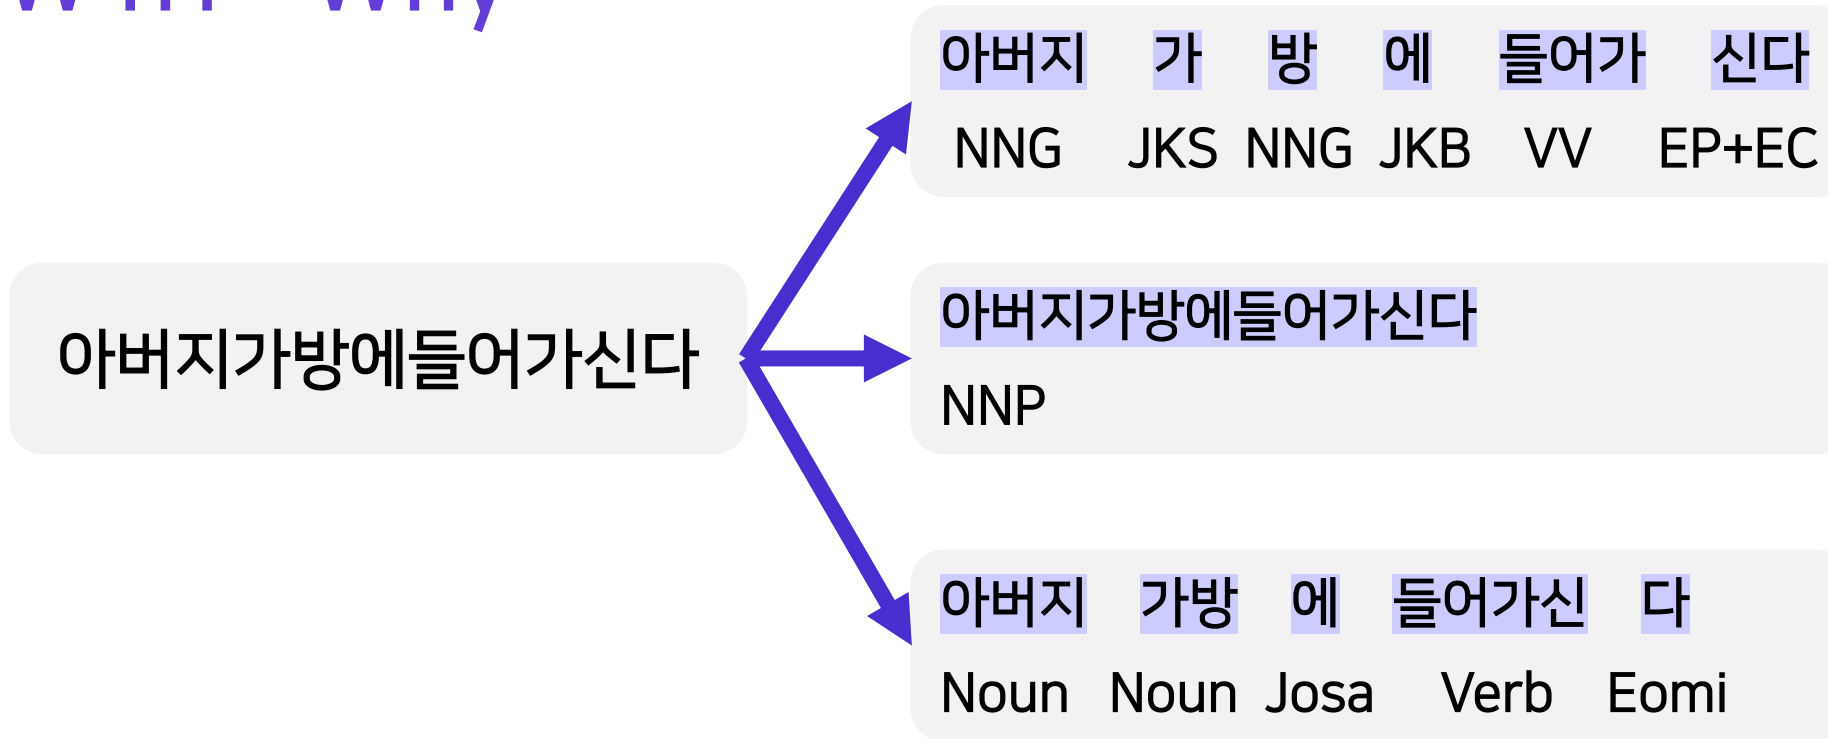 Why
아버지 가 방 에 들어가 신다
NNG JKS NNG JKB VV EP+EC
아버지가방에들어가신다
아버지가방에들어가신다
NNP
아버지 가방 에 들어가신 다
Noun Noun Josa Verb Eomi